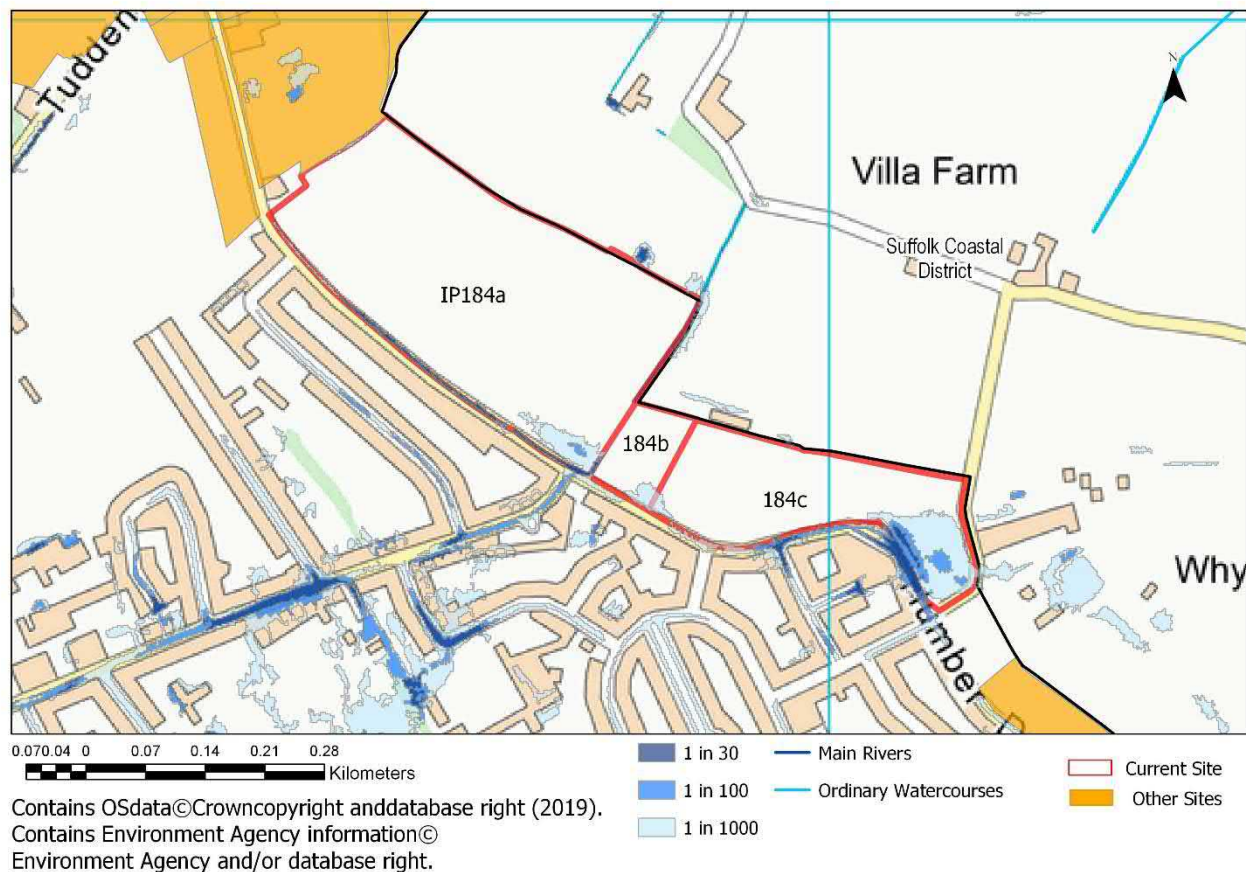 Tudden
N
Villa Farm
Suffolk Coastal
District
IP184a
184b
184c
Why
Humber
0.070.04 0 0.07 0.14 0.21 0.28
Kilometers
1 in 30
1 in 100
1 in 1000
Main Rivers
Ordinary Watercourses
Current Site
Other Sites
Contains OSdata©Crowncopyright anddatabase right (2019).
Contains Environment Agency information©
Environment Agency and/or database right.